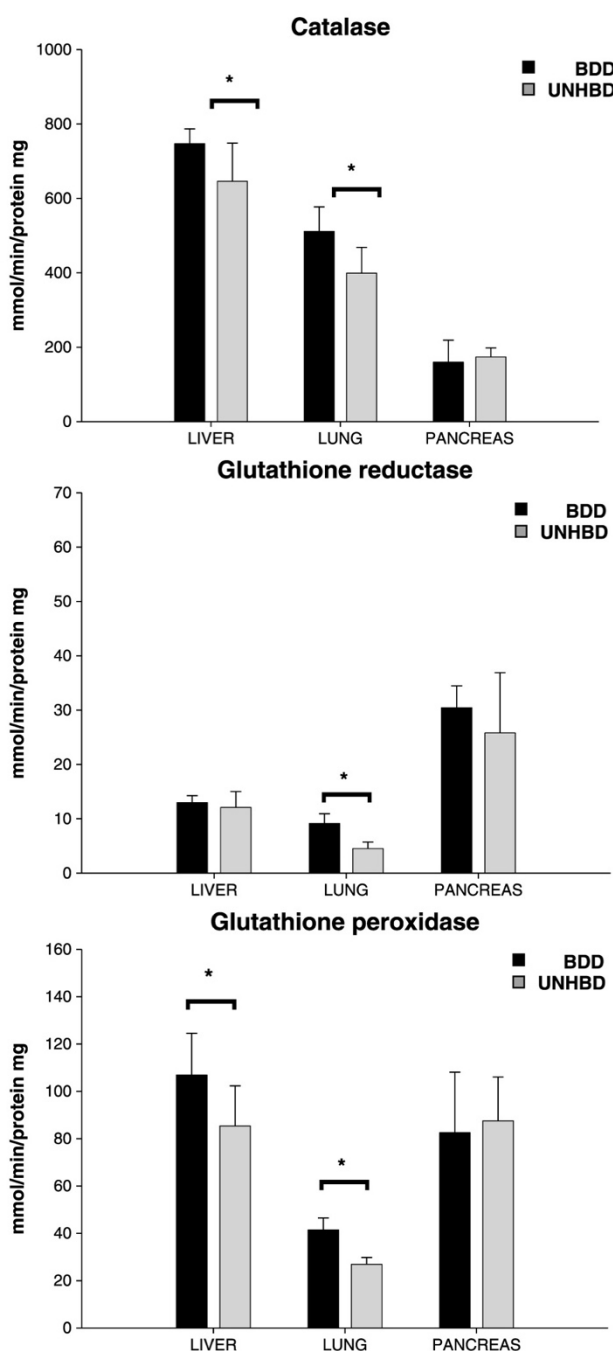 Catalase
1000
800
600
400
200
0
mmol/min/protein mg
BDD
UNHBD
*
*
LIVER LUNG PANCREAS
Glutathione reductase
70
60
50
40
30
20
10
0
mmol/min/protein mg
BDD
UNHBD
*
LIVER LUNG PANCREAS
Glutathione peroxidase
160
140
120
100
80
60
40
20
0
mmol/min/protein mg
BDD
UNHBD
*
*
LIVER LUNG PANCREAS